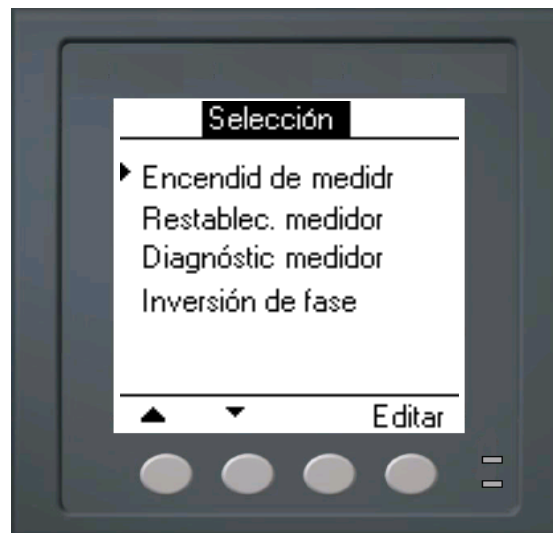 Selección
Encendid de medidr
Restablec. medidor
Diagnóstic medidor
Inversión de fase
Editar